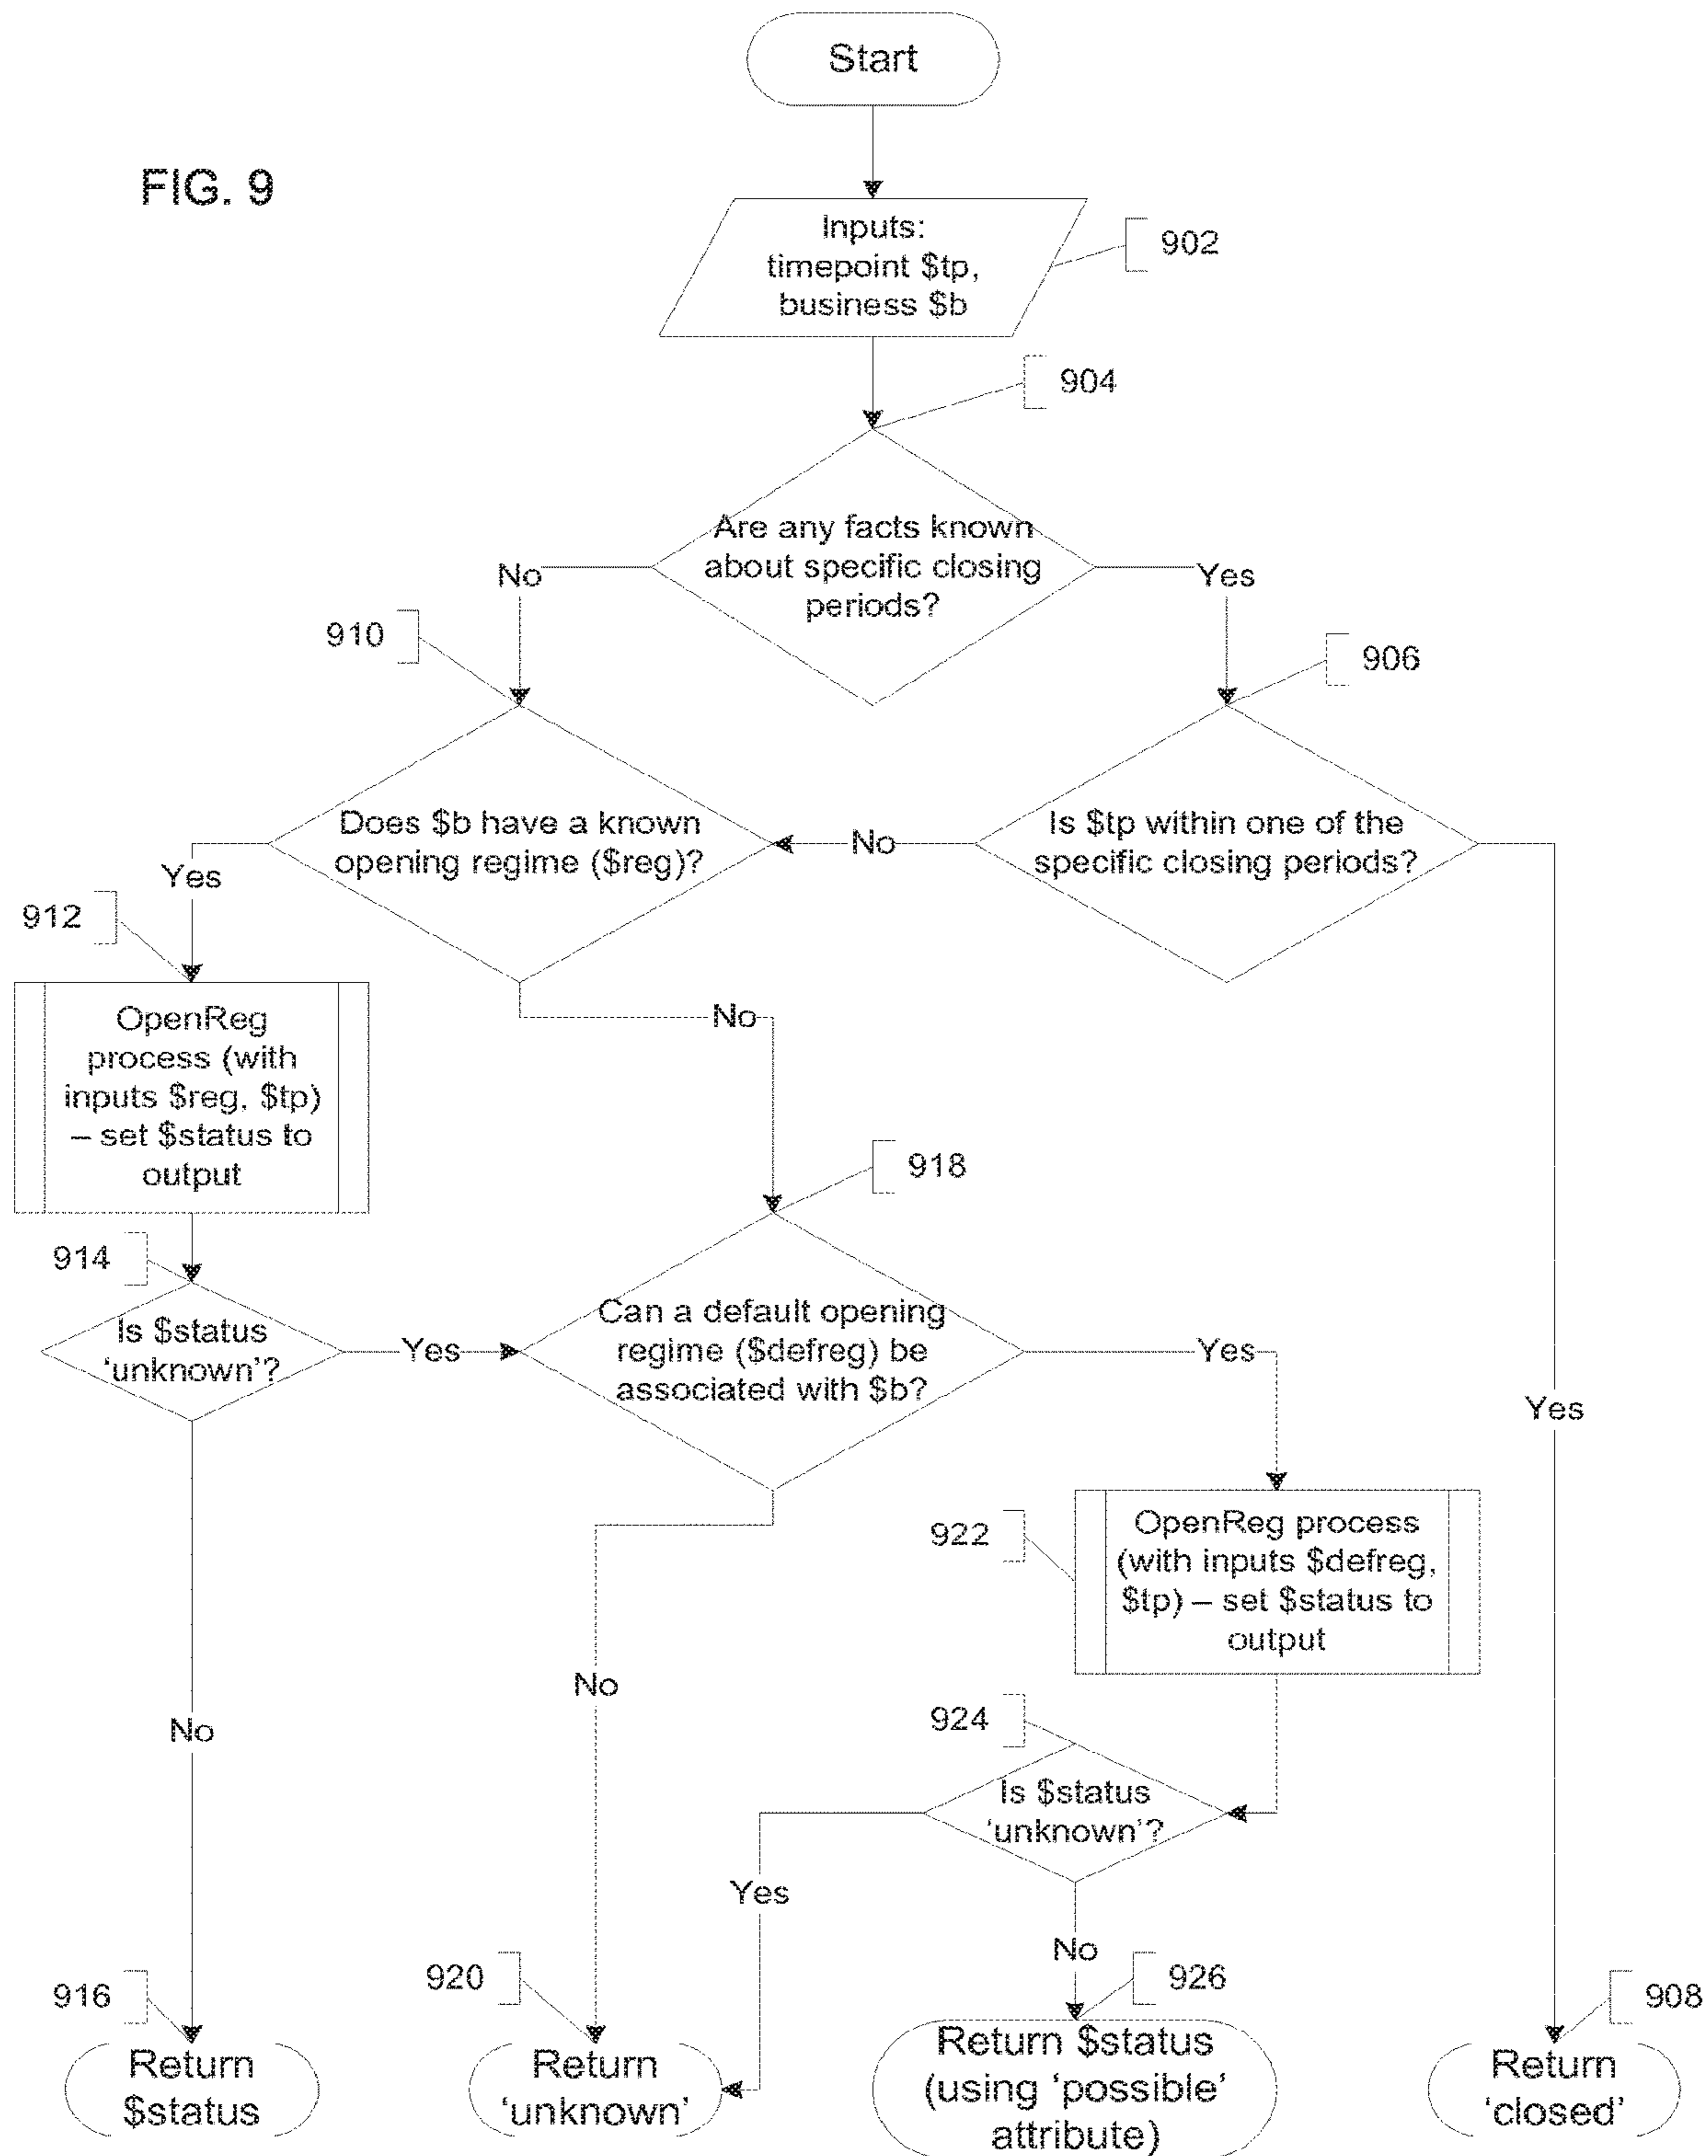 Start
FIG. 9
Inputs:
timepoint $tp,
business $b
902
904
Are any facts known
about specific closing
periods?
No
Yes
910
906
Does $b have a known
opening regime ($reg)?
No
Is $tp within one of the
specific closing periods?
Yes
912
OpenReg
process (with
inputs $reg, $tp)
– set $status to
output
No
918
914
Is $status
‘unknown’?
Yes
Can a default opening
regime ($defreg) be
associated with $b?
Yes
Yes
922
OpenReg process
(with inputs $defreg,
$tp) – set $status to
output
No
924
No
Is $status
‘unknown’?
Yes
No
916
920
926
908
Return
$status
Return
‘unknown’
Return $status
(using ‘possible’
attribute)
Return
‘closed’